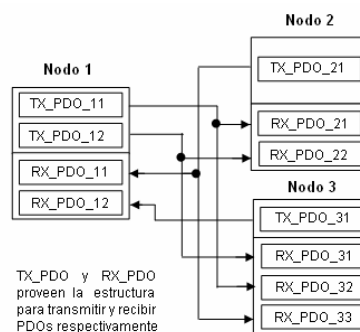 Nodo 1
TX_PDO_11
TX_PDO_12
RX_PDO_11
RX_PDO_12
Nodo 2
TX_PDO_21
RX_PDO_21
RX_PDO_22
Nodo 3
TX_PDO_31
RX_PDO_31
RX_PDO_32
RX_PDO_33
TX_PDO y RX_PDO
proveen la estructura
para transmitir y recibir
PDOs respectivamente